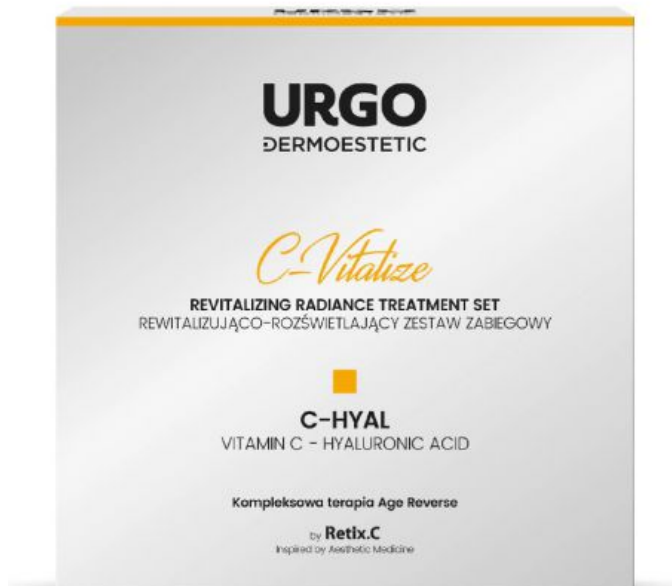 URGO
DERMOESTETIC
C-Vitalize
REVITALIZING RADIANCE TREATMENT SET
REWITALIZUJĄCO-ROZŚWIETLAJĄCY ZESTAW ZABIEGOWY
C-HYAL
VITAMIN C - HYALURONIC ACID
Kompleksowa terapia Age Reverse
by Retix.C
Inspired by Aesthetic Medicine